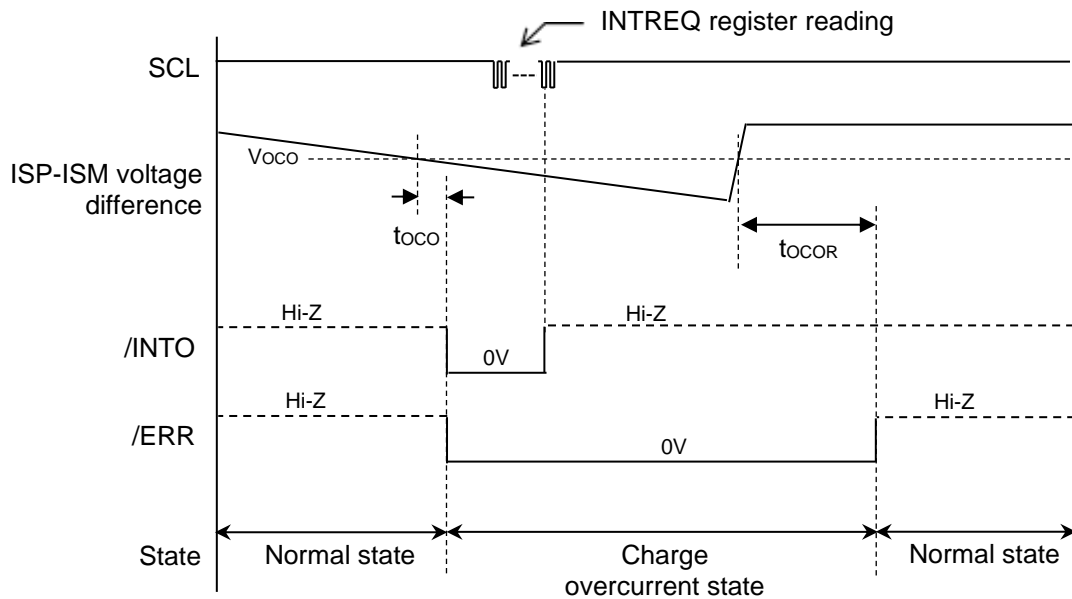 INTREQ register reading
SCL
VOCO
ISP-ISM voltage
difference
tOCO
tOCOR
Hi-Z
Hi-Z
/INTO
0V
Hi-Z
Hi-Z
/ERR
0V
State
Normal state
Charge
overcurrent state
Normal state